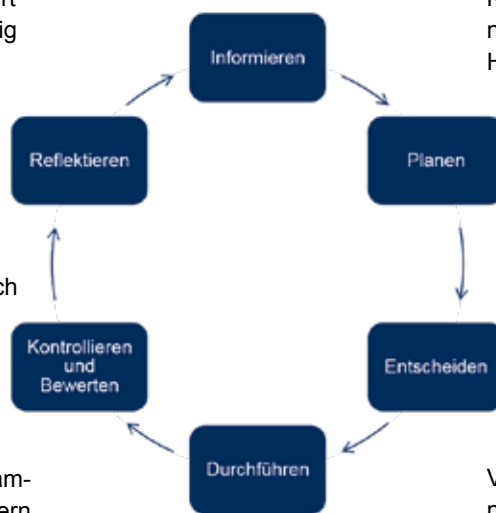 Informieren
Planen
Entscheiden
Durchführen
Kontrollieren
und
Bewerten
Reflektieren